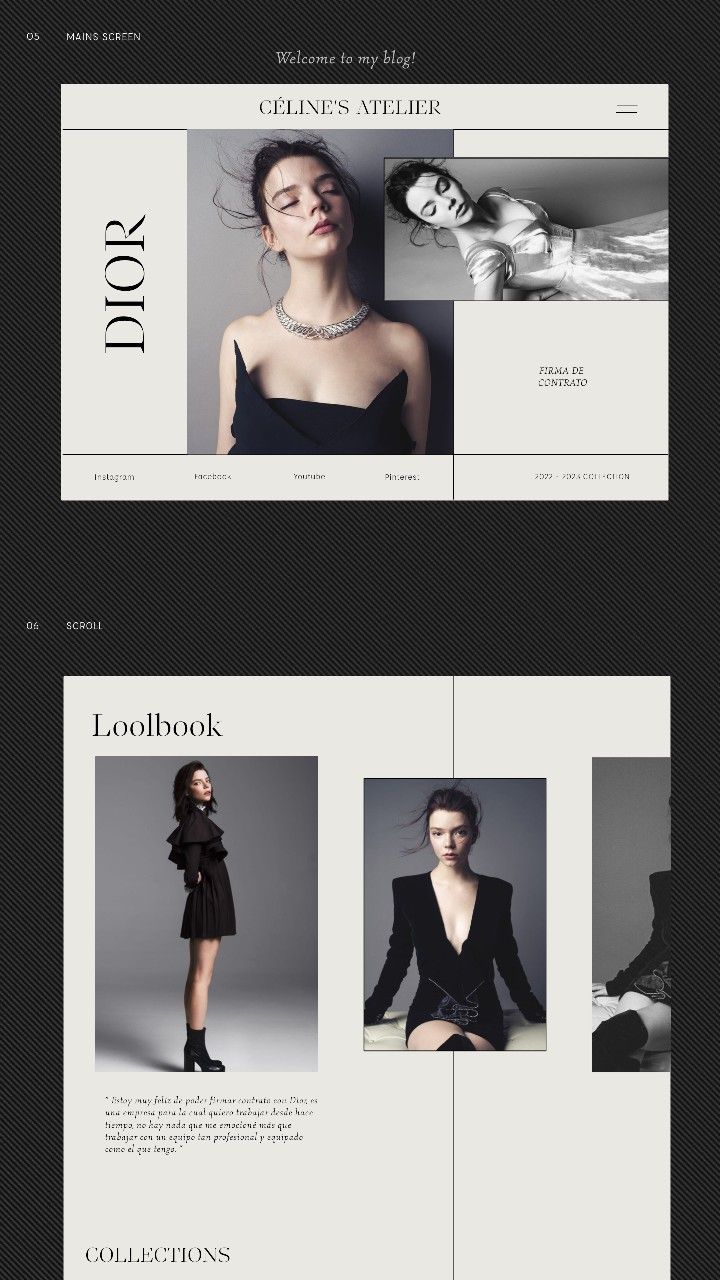 05 MAINS SCREEN
Welcome to my blog!
CÉLINE'S ATELIER
DIOR
FIRMA DE
CONTRATO
Instagram Facebook Youtube Pinterest 2022 - 2023 COLLECTION
06 SCROLL
Loolbook
" Estoy muy feliz de poder firmar contrato con Dior, es
una empresa para la cual quiero trabajar desde hace
tiempo, no hay nada que me emocioné más que
trabajar con un equipo tan profesional y equipado
como el que tengo. "
COLLECTIONS